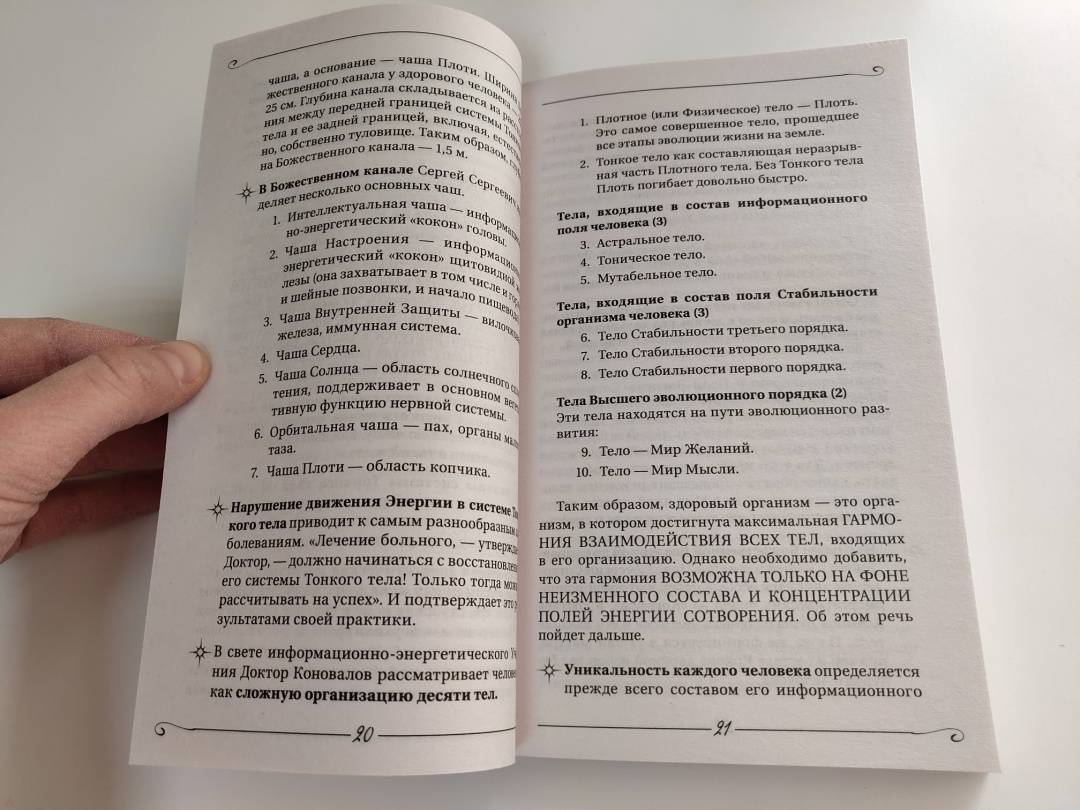 чаша, а основание — чаша Плоти. Ширина
жественного канала у здорового человека
25 см. Глубина канала складывается из
ния между передней границей системы
тела и ее задней границей, включая,
но, собственно туловище. Таким образом,
на Божественного канала — 1,5 м.
В Божественном канале Сергей Сергеевич
деляет несколько основных чаш.
1. Интеллектуальная чаша —
но-энергетический «кокон» головы.
2. Чаша Настроения —
энергетический «кокон» щитовидной
лезы (она захватывает в том числе и
и шейные позвонки, и начало
3. Чаша Внутренней Защиты —
железа, иммунная система.
4. Чаша Сердца.
5. Чаша Солнца — область солнечного
тения, поддерживает в основном
тивную функцию нервной системы.
6. Орбитальная чаша — пах, органы
таза.
7. Чаша Плоти — область копчика.
Нарушение движения Энергии в системе
кого тела приводит к самым разнообразным
болеваниям. «Лечение больного, —
Доктор, — должно начинаться с
его системы Тонкого тела! Только тогда
рассчитывать на успех». И подтверждает это
зультатами своей практики.
В свете информационно-энергетического
ния Доктор Коновалов рассматривает
как сложную организацию десяти тел.
20
1. Плотное (или Физическое) тело — Плоть.
Это самое совершенное тело, прошедшее
все этапы эволюции жизни на земле.
2. Тонкое тело как составляющая неразрыв-
ная часть Плотного тела. Без Тонкого тела
Плоть погибает довольно быстро.
Тела, входящие в состав информационного
поля человека (3)
3. Астральное тело.
4. Тоническое тело.
5. Мутабельное тело.
Тела, входящие в состав поля Стабильности
организма человека (3)
6. Тело Стабильности третьего порядка.
7. Тело Стабильности второго порядка.
8. Тело Стабильности первого порядка.
Тела Высшего эволюционного порядка (2)
Эти тела находятся на пути эволюционного раз-
вития:
9. Тело — Мир Желаний.
10. Тело — Мир Мысли.
Таким образом, здоровый организм — это орга-
низм, в котором достигнута максимальная ГАРМО-
НИЯ ВЗАИМОДЕЙСТВИЯ ВСЕХ ТЕЛ, входящих
в его организацию. Однако необходимо добавить,
что эта гармония ВОЗМОЖНА ТОЛЬКО НА ФОНЕ
НЕИЗМЕННОГО СОСТАВА И КОНЦЕНТРАЦИИ
ПОЛЕЙ ЭНЕРГИИ СОТВОРЕНИЯ. Об этом речь
пойдет дальше.
Уникальность каждого человека определяется
прежде всего составом его информационного
21